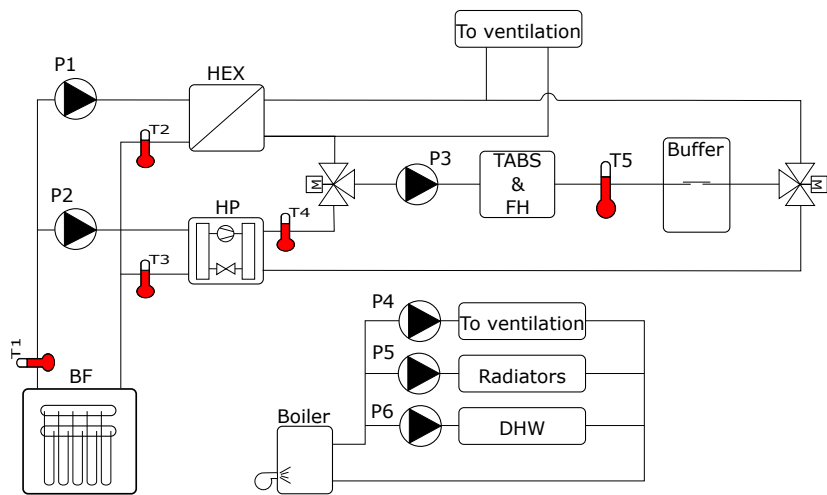 To ventilation
P1
HEX
T2
P3
TABS
&
FH
T5
Buffer
M
M
P2
HP
T4
T3
T1
BF
P4
To ventilation
P5
Radiators
P6
DHW
Boiler